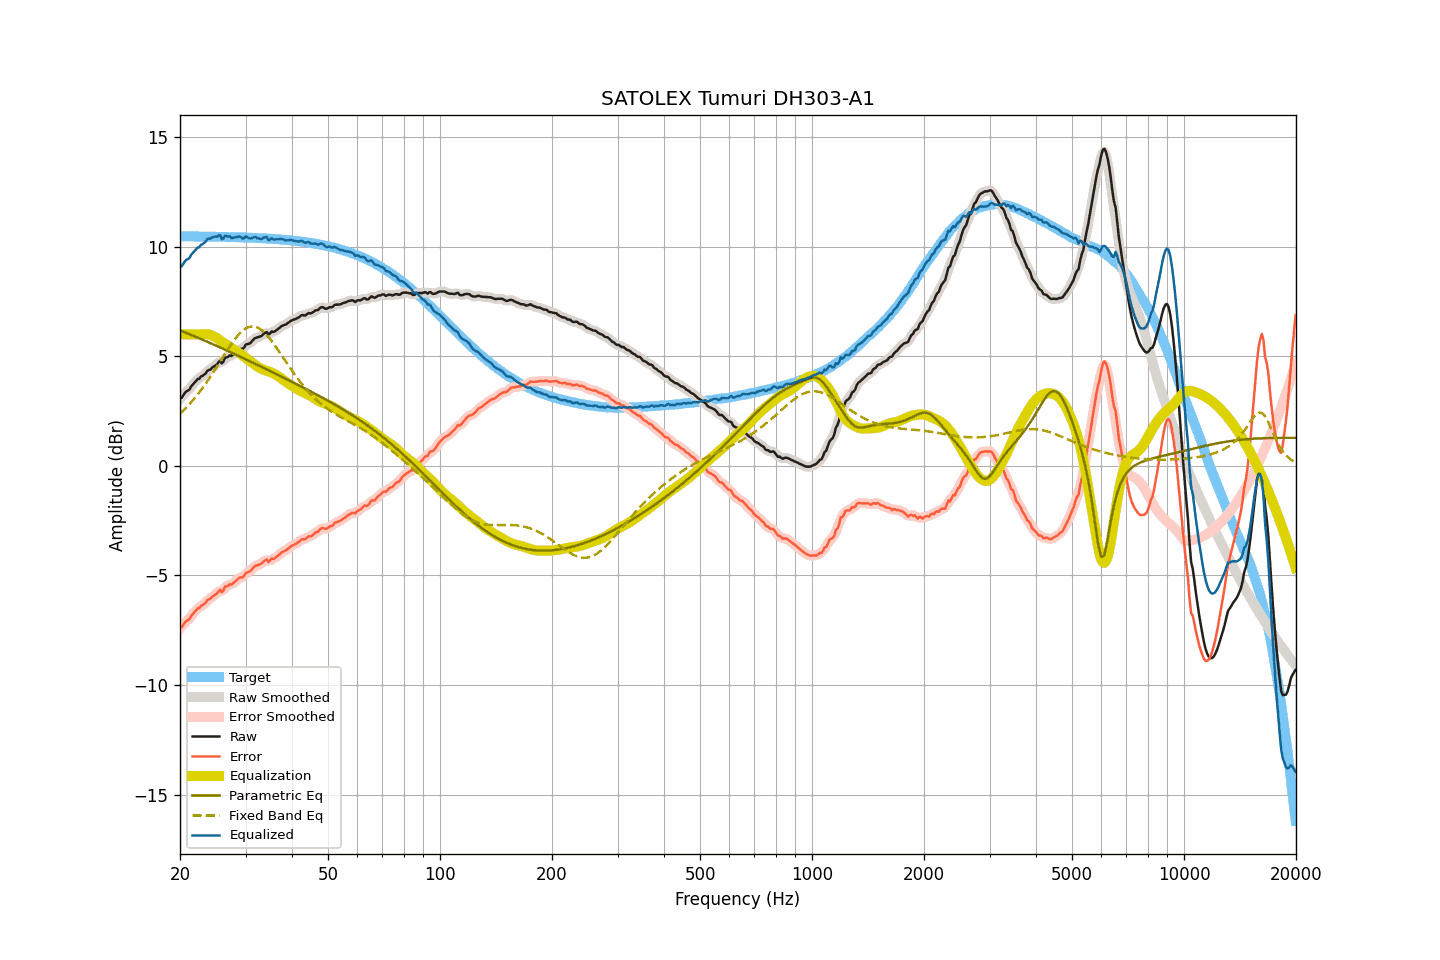 SATOLEX Tumuri DH303-A1
15
10
5
0
−5
−10
−15
Amplitude (dBr)
Target
Raw Smoothed
Error Smoothed
Raw
Error
Equalization
Parametric Eq
Fixed Band Eq
Equalized
20 50 100 200 500 1000 2000 5000 10000 20000
Frequency (Hz)